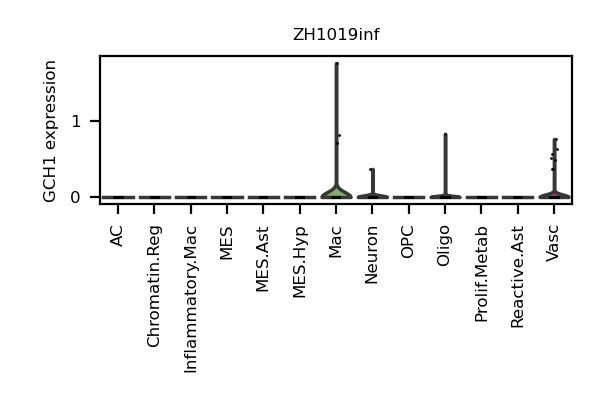 ZH1019inf
GCH1 expression
1
0
AC
Chromatin.Reg
Inflammatory.Mac
MES
MES.Ast
MES.Hyp
Mac
Neuron
OPC
Oligo
Prolif.Metab
Reactive.Ast
Vasc